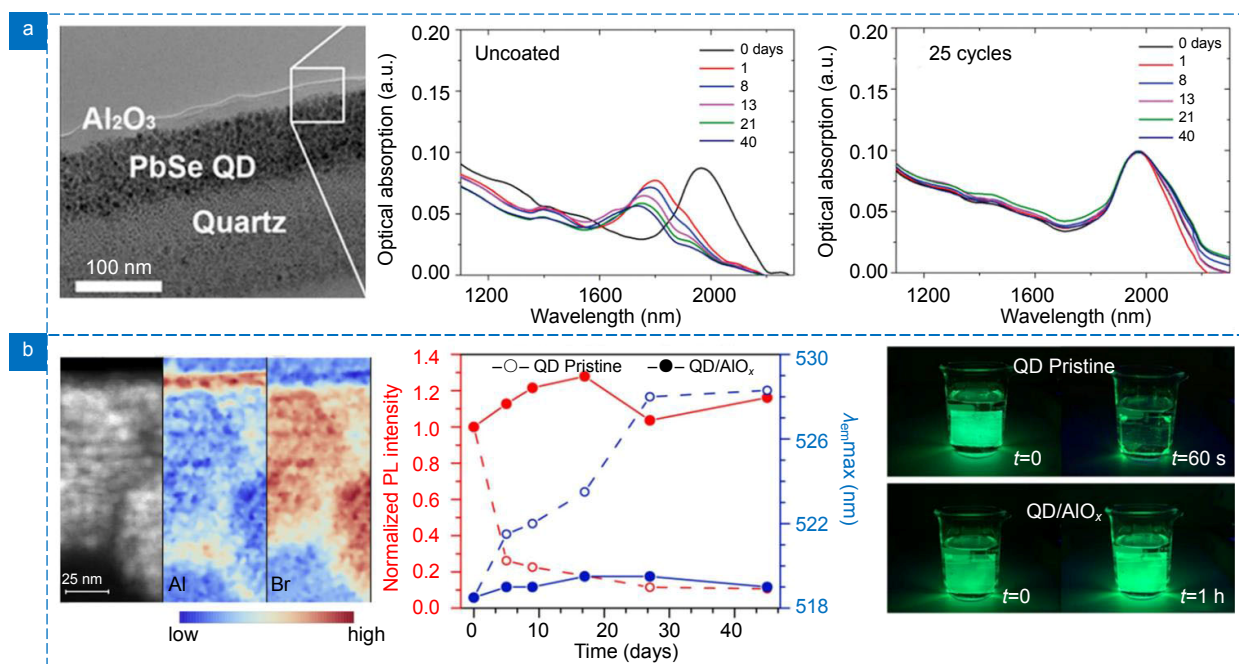 a
Al₂O₃
PbSe QD
Quartz
100 nm
Optical absorption (a.u.)
0.20
0.15
0.10
0.05
0.00
Uncoated
0 days
1
8
13
21
40
1200
1600
2000
Wavelength (nm)
Optical absorption (a.u.)
0.20
0.15
0.10
0.05
0.00
25 cycles
0 days
1
8
13
21
40
1200
1600
2000
Wavelength (nm)
b
25 nm
Al
Br
low
high
Normalized PL intensity
1.4
1.2
1.0
0.8
0.6
0.4
0.2
0.0
QD Pristine
QD/AlOₓ
530
528
526
524
522
520
518
λem max (nm)
0
10
20
30
40
Time (days)
QD Pristine
t=0
t=60 s
QD/AlOₓ
t=0
t=1 h